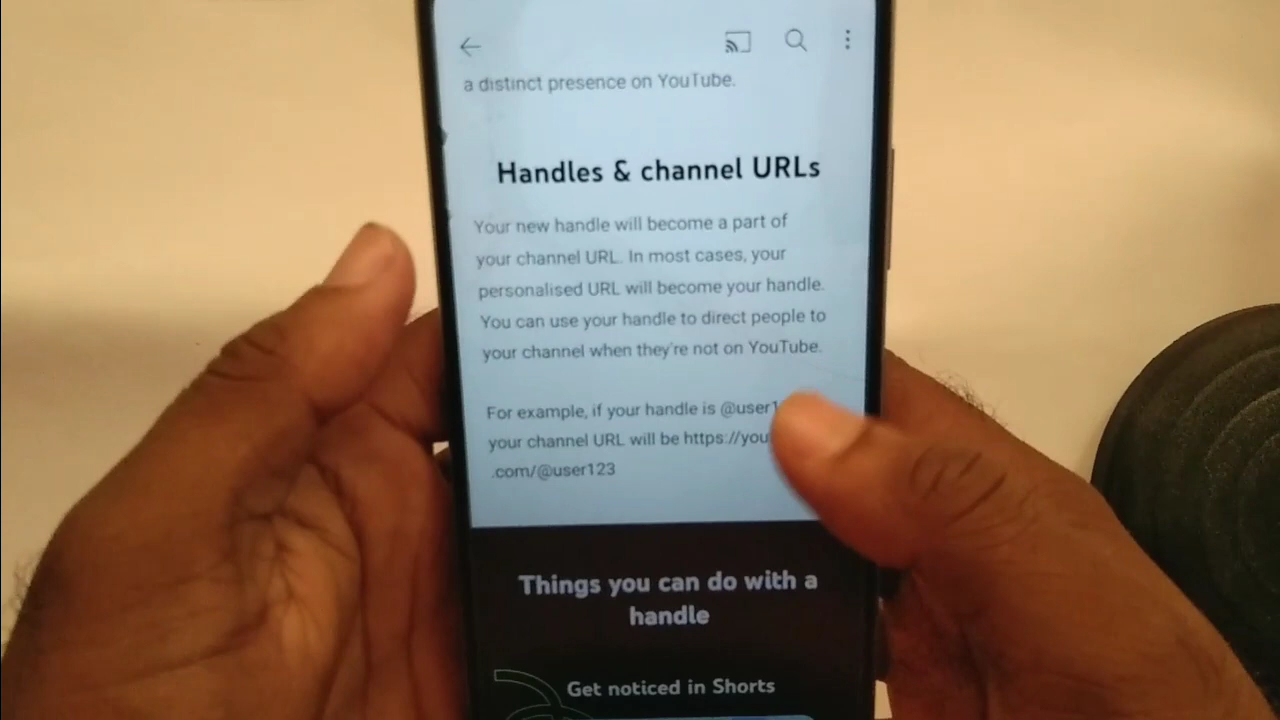 a distinct presence on YouTube.
Handles & channel URLs
Your new handle will become a part of
your channel URL. In most cases, your
personalised URL will become your handle.
You can use your handle to direct people to
your channel when they're not on YouTube.
For example, if your handle is
your channel URL will be
.com/@user123
Things you can do with a
handle
Get noticed in Shorts